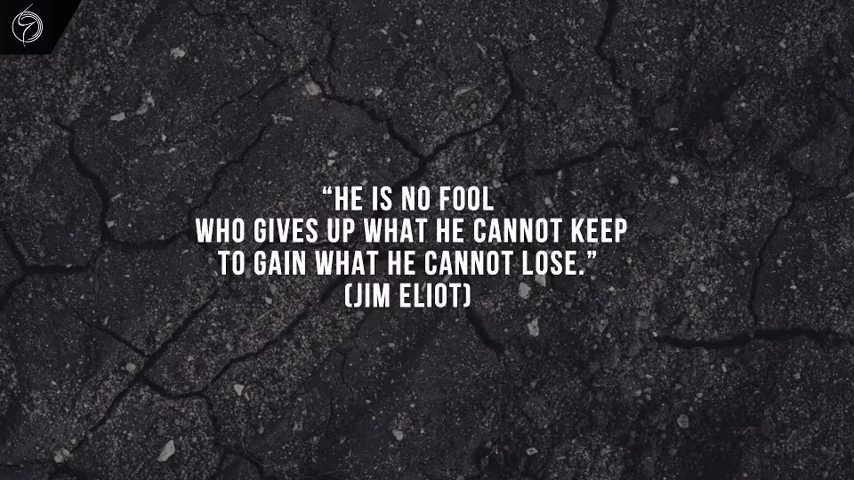 “HE IS NO FOOL
WHO GIVES UP WHAT HE CANNOT KEEP
TO GAIN WHAT HE CANNOT LOSE.”
(JIM ELIOT)